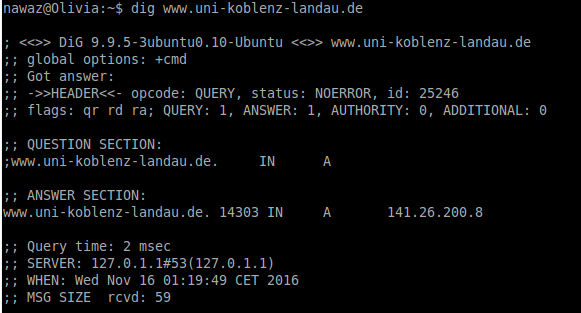 nawaz@Olivia:~$ dig www.uni-koblenz-landau.de
; <<>> DiG 9.9.5-3ubuntu0.10-Ubuntu <<>> www.uni-koblenz-landau.de
;; global options: +cmd
;; Got answer:
;; ->>HEADER<<- opcode: QUERY, status: NOERROR, id: 25246
;; flags: qr rd ra; QUERY: 1, ANSWER: 1, AUTHORITY: 0, ADDITIONAL: 0
;; QUESTION SECTION:
;www.uni-koblenz-landau.de. IN A
;; ANSWER SECTION:
www.uni-koblenz-landau.de. 14303 IN A 141.26.200.8
;; Query time: 2 msec
;; SERVER: 127.0.1.1#53(127.0.1.1)
;; WHEN: Wed Nov 16 01:19:49 CET 2016
;; MSG SIZE rcvd: 59